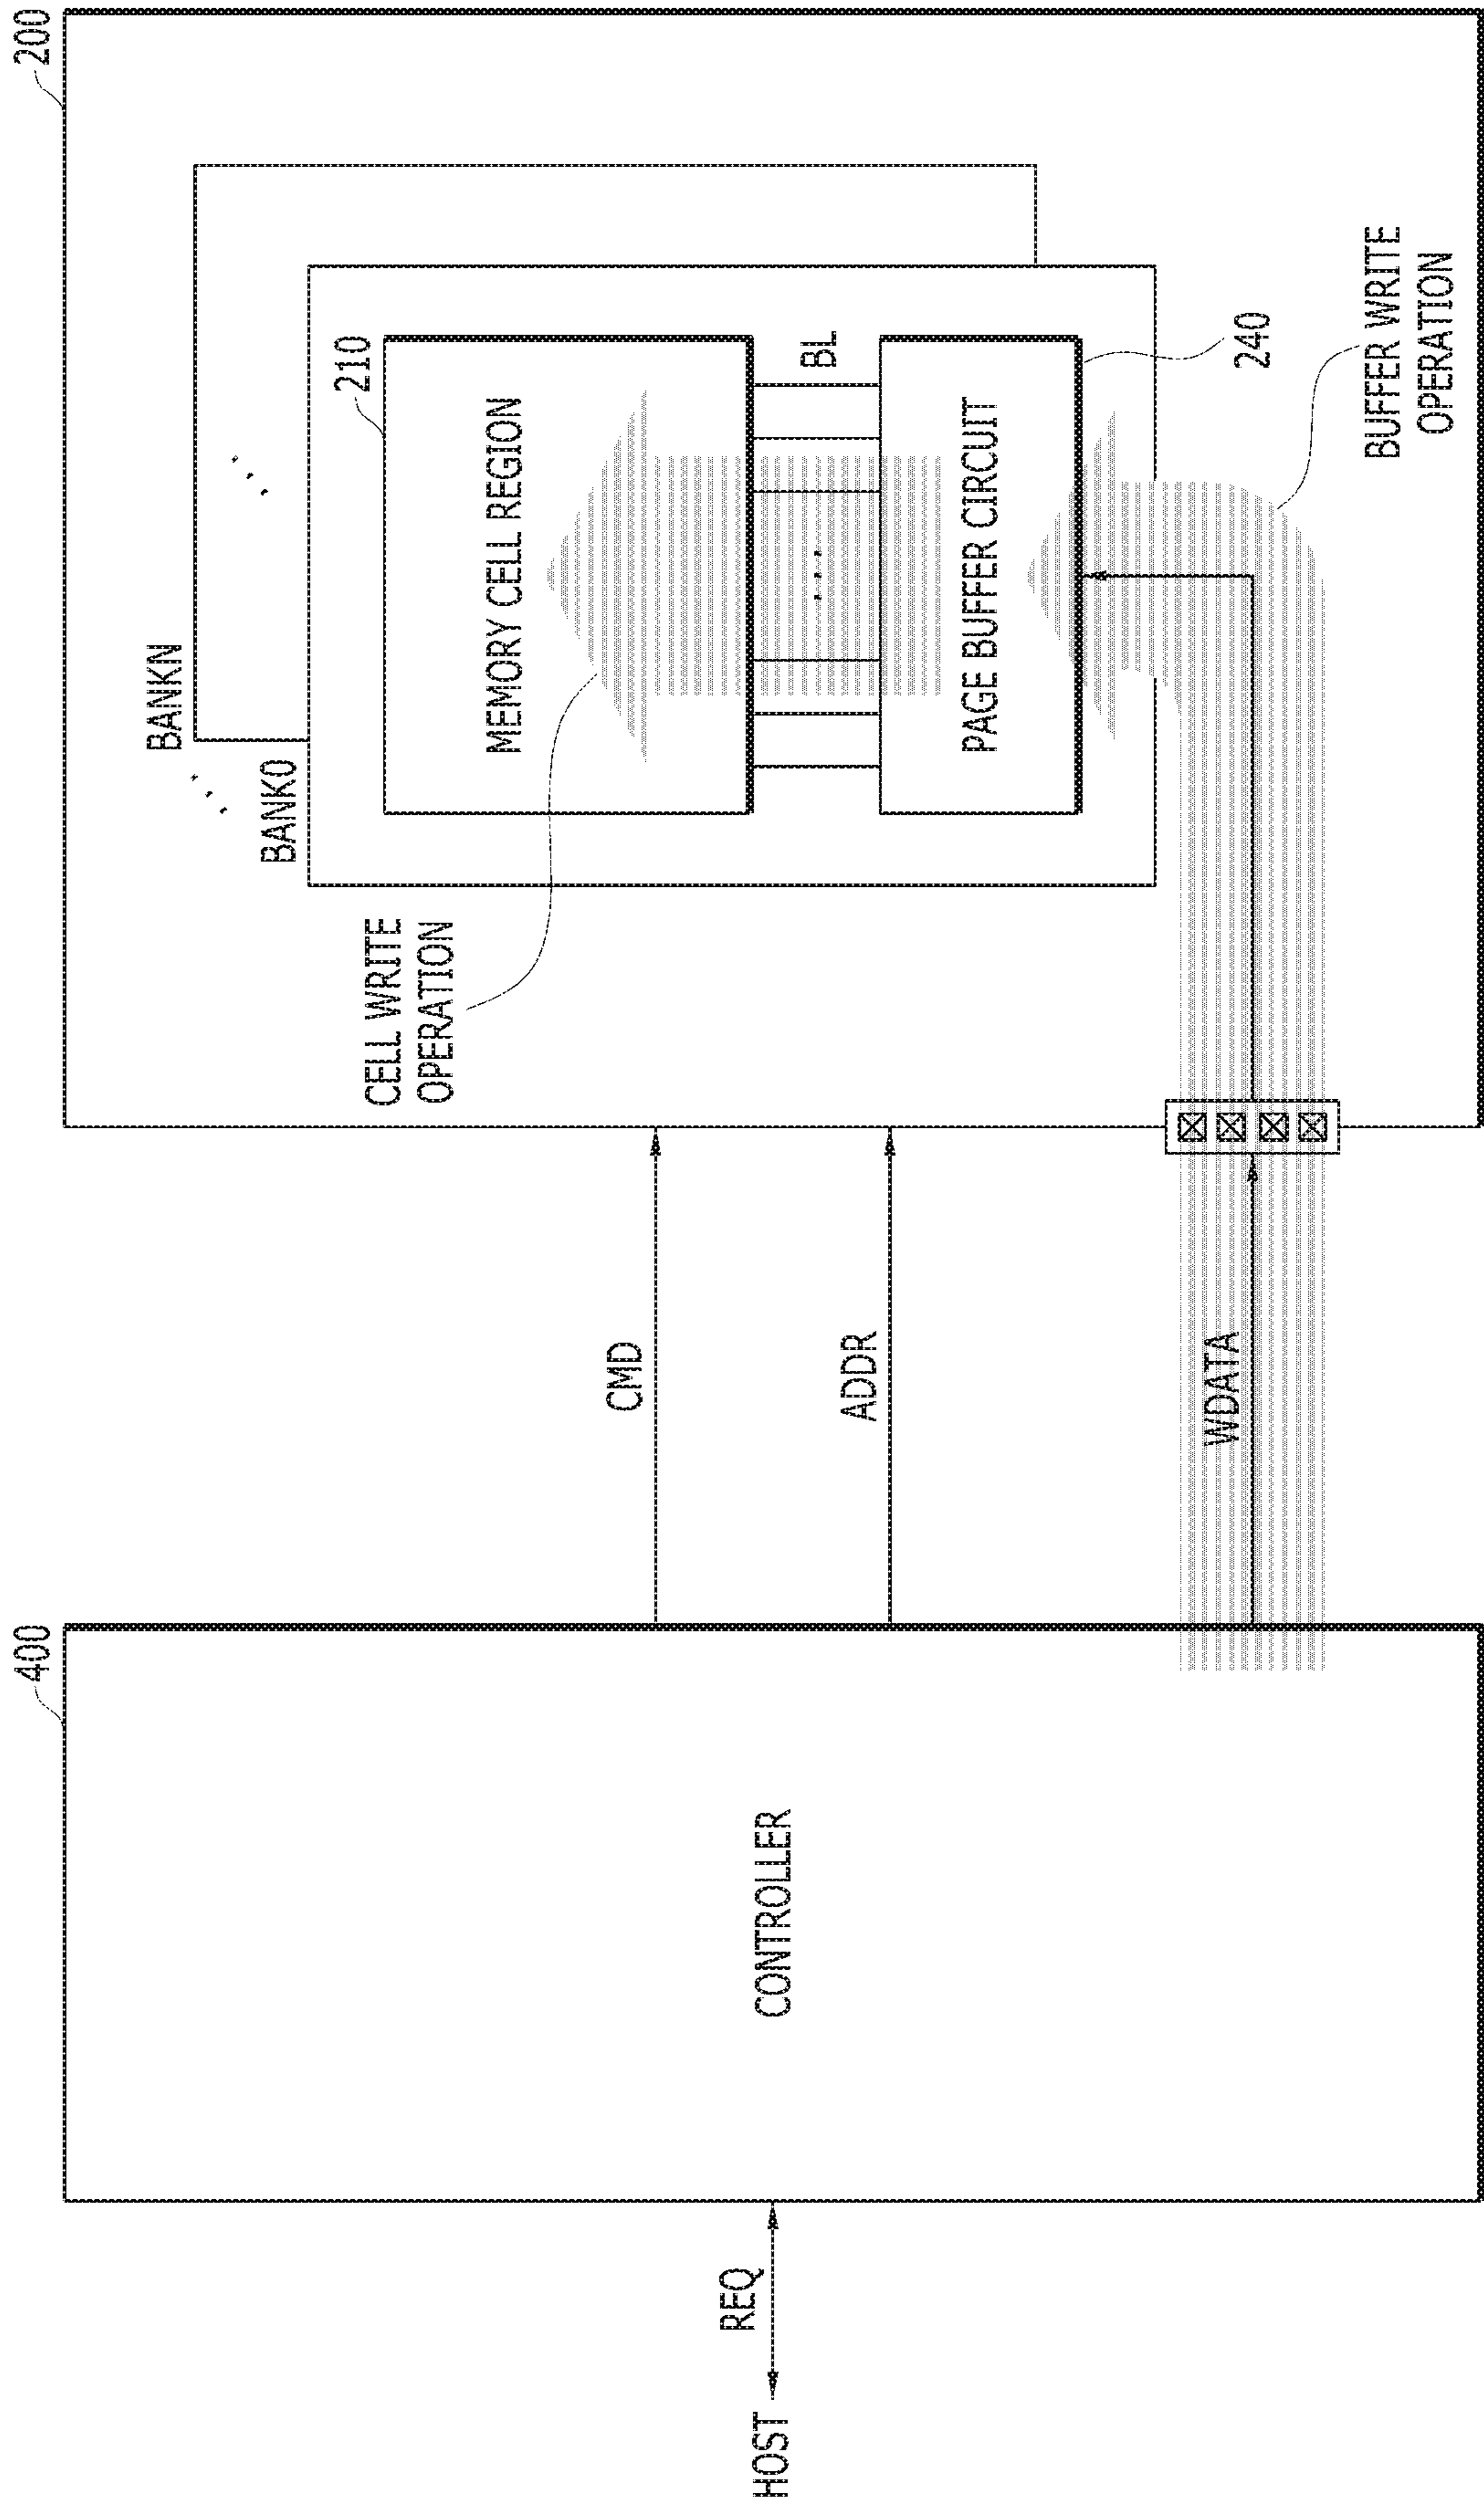 HOST
REQ
400
CONTROLLER
CMD
ADDR
WDATA
200
BANKN
BANK0
210
MEMORY CELL REGION
BL
PAGE BUFFER CIRCUIT
240
CELL WRITE
OPERATION
BUFFER WRITE
OPERATION